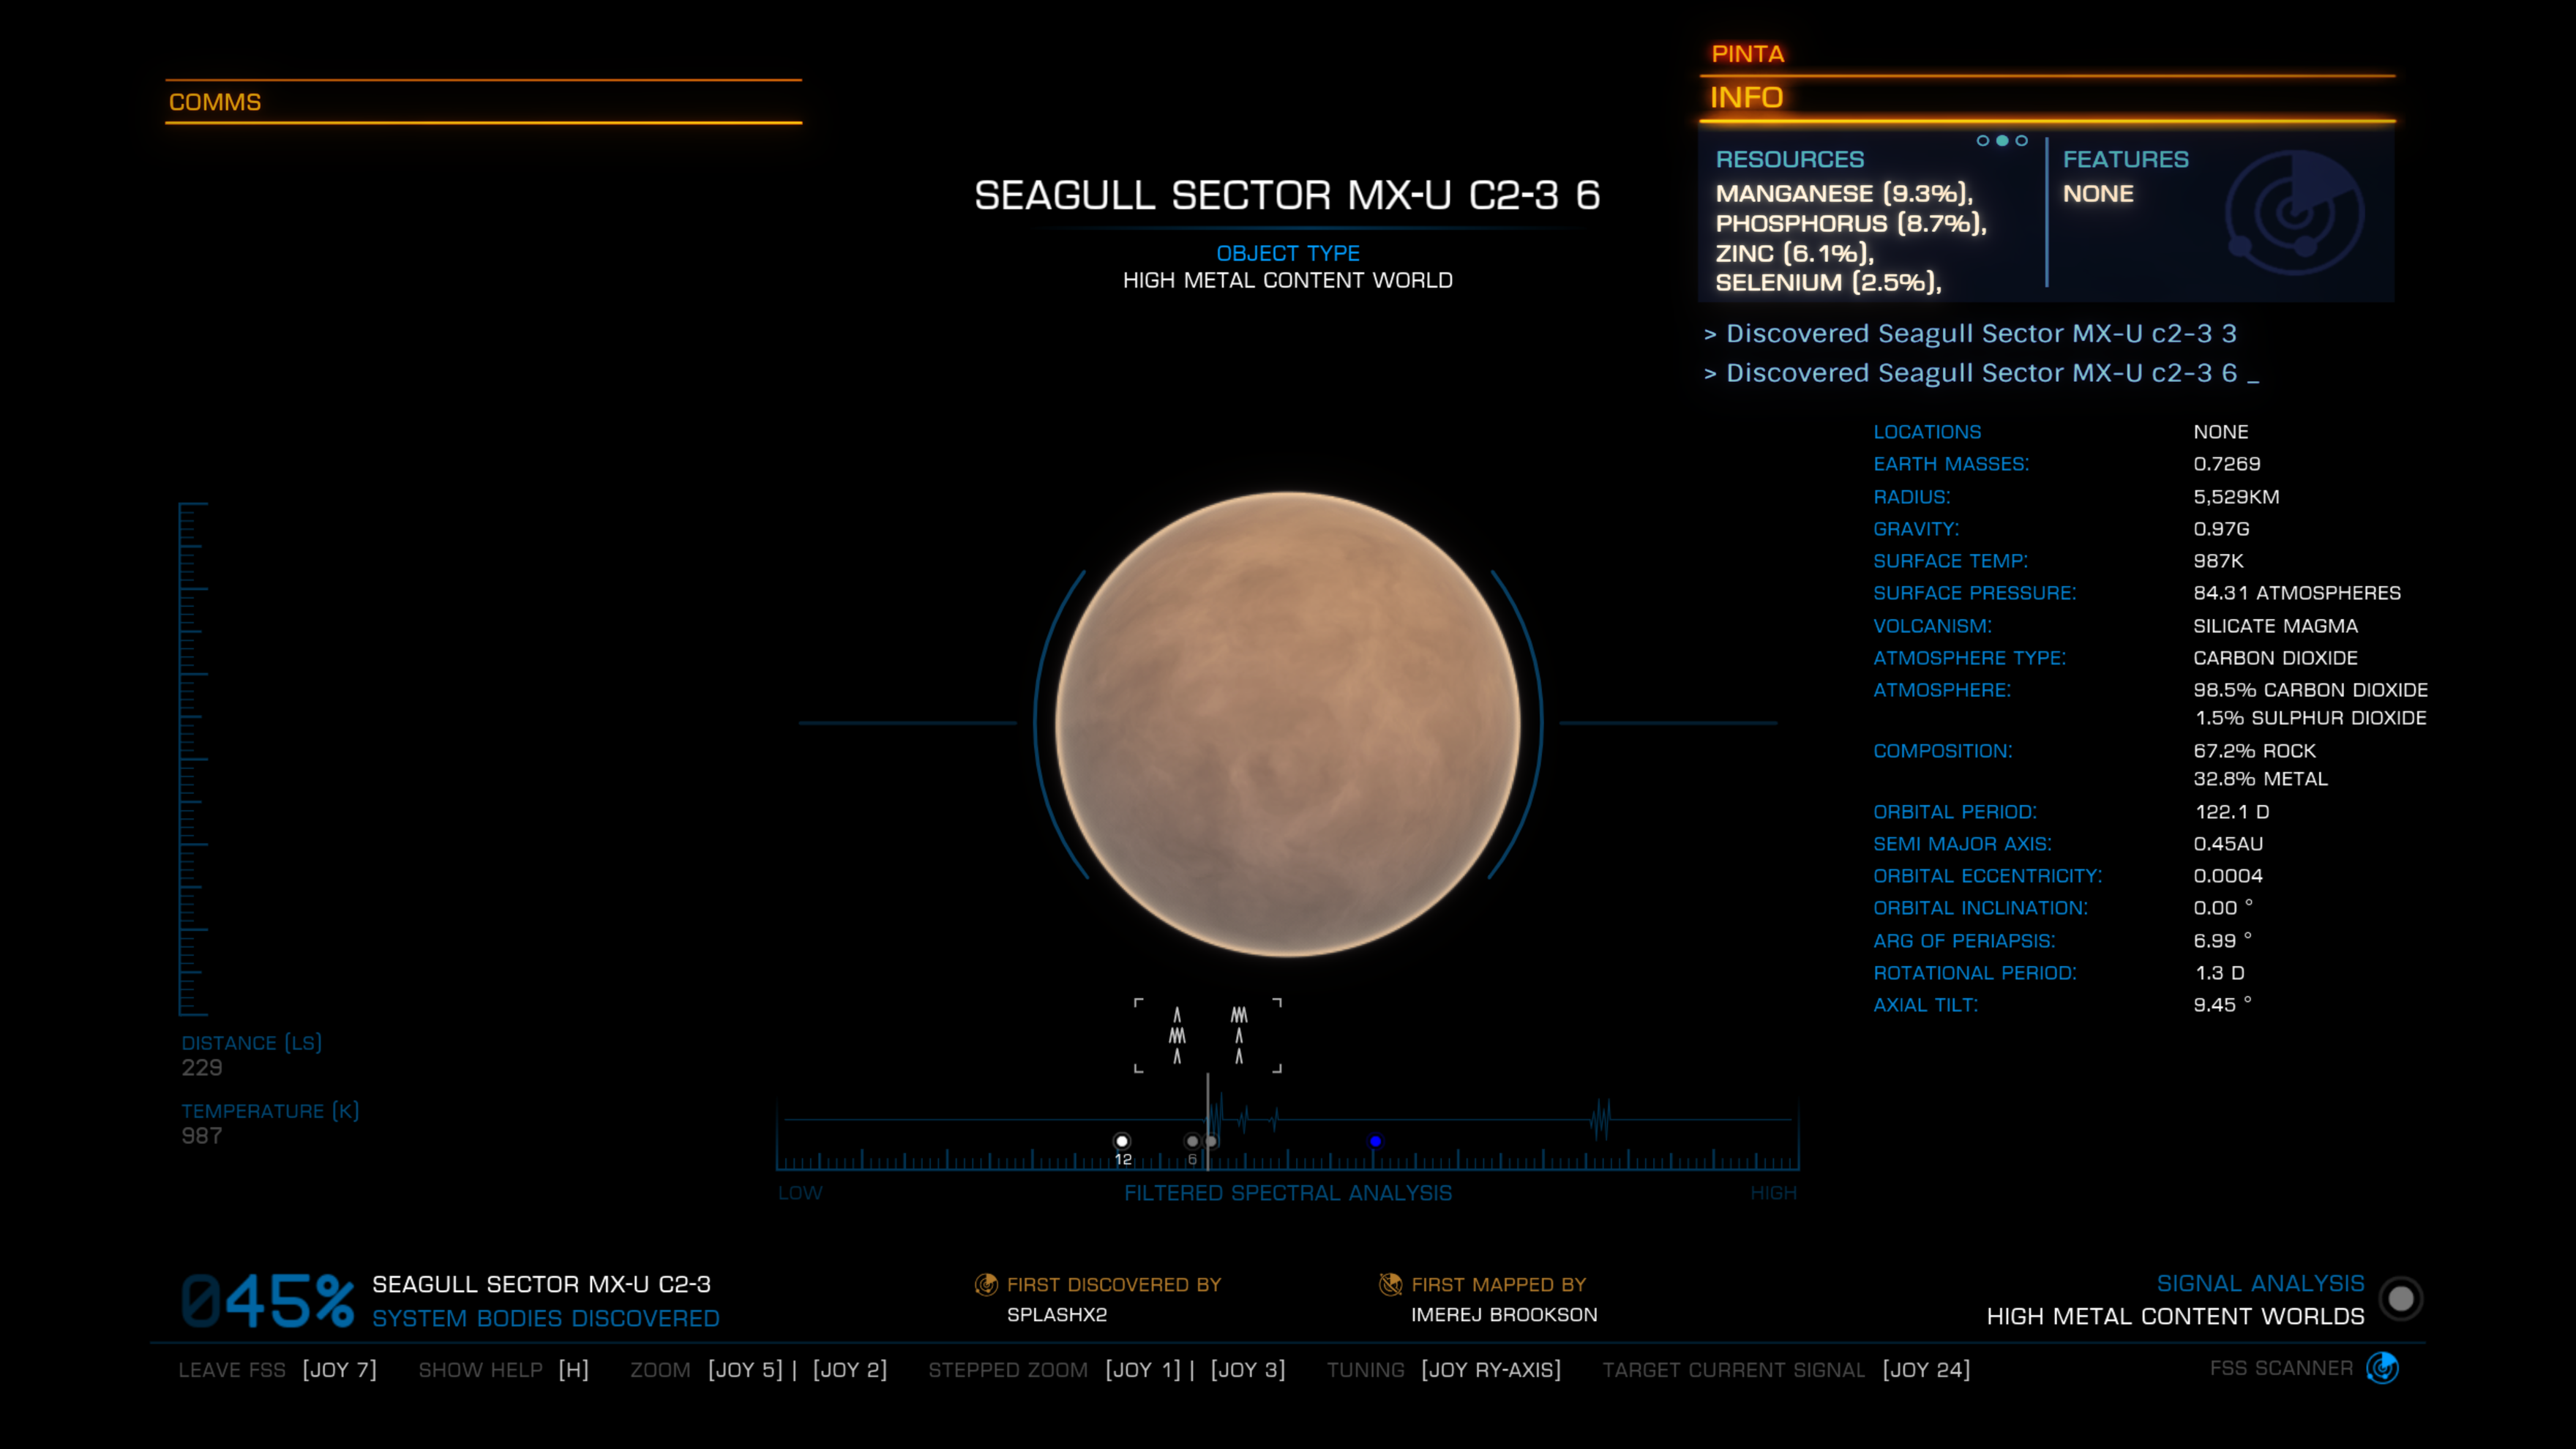 COMMS
PINTA
INFO
RESOURCES
MANGANESE (9.3%),
PHOSPHORUS (8.7%),
ZINC (6.1%),
SELENIUM (2.5%),
FEATURES
NONE
SEAGULL SECTOR MX-U C2-3 6
OBJECT TYPE
HIGH METAL CONTENT WORLD
> Discovered Seagull Sector MX-U c2-3 3
> Discovered Seagull Sector MX-U c2-3 6 _
LOCATIONS NONE
EARTH MASSES: 0.7269
RADIUS: 5,529KM
GRAVITY: 0.97G
SURFACE TEMP: 987K
SURFACE PRESSURE: 84.31 ATMOSPHERES
VOLCANISM: SILICATE MAGMA
ATMOSPHERE TYPE: CARBON DIOXIDE
ATMOSPHERE: 98.5% CARBON DIOXIDE
1.5% SULPHUR DIOXIDE
COMPOSITION: 67.2% ROCK
32.8% METAL
ORBITAL PERIOD: 122.1 D
SEMI MAJOR AXIS: 0.45AU
ORBITAL ECCENTRICITY: 0.0004
ORBITAL INCLINATION: 0.00 °
ARG OF PERIAPSIS: 6.99 °
ROTATIONAL PERIOD: 1.3 D
AXIAL TILT: 9.45 °
DISTANCE (LS)
229
TEMPERATURE (K)
987
12 6
LOW FILTERED SPECTRAL ANALYSIS HIGH
045% SEAGULL SECTOR MX-U C2-3
SYSTEM BODIES DISCOVERED
FIRST DISCOVERED BY
SPLASHX2
FIRST MAPPED BY
IMEREJ BROOKSON
SIGNAL ANALYSIS
HIGH METAL CONTENT WORLDS
LEAVE FSS [JOY 7] SHOW HELP [H] ZOOM [JOY 5] | [JOY 2] STEPPED ZOOM [JOY 1] | [JOY 3] TUNING [JOY RY-AXIS] TARGET CURRENT SIGNAL [JOY 24] FSS SCANNER